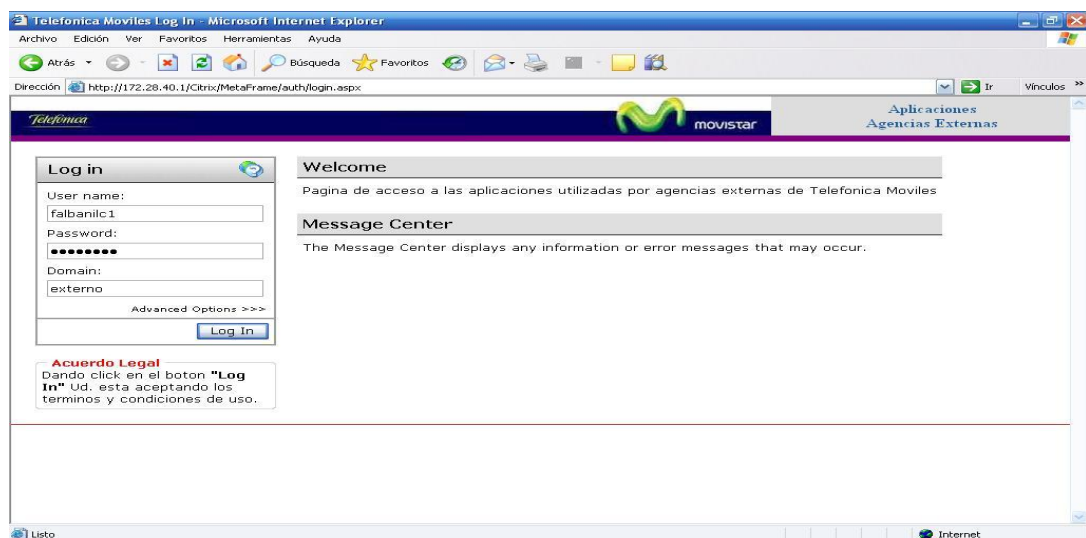 Telefonica Moviles Log In - Microsoft Internet Explorer
Archivo Edición Ver Favoritos Herramientas Ayuda
Atrás Búsqueda Favoritos
Dirección http://172.28.40.1/Citrix/MetaFrame/auth/login.aspx Ir Vínculos »
Telefónica movistar Aplicaciones
Agencias Externas
Log in
User name:
falbanilc1
Password:
●●●●●●●●
Domain:
externo
Advanced Options >>>
Log In
Acuerdo Legal
Dando click en el boton "Log
In" Ud. esta aceptando los
terminos y condiciones de uso.
Welcome
Pagina de acceso a las aplicaciones utilizadas por agencias externas de Telefonica Moviles
Message Center
The Message Center displays any information or error messages that may occur.
Listo Internet